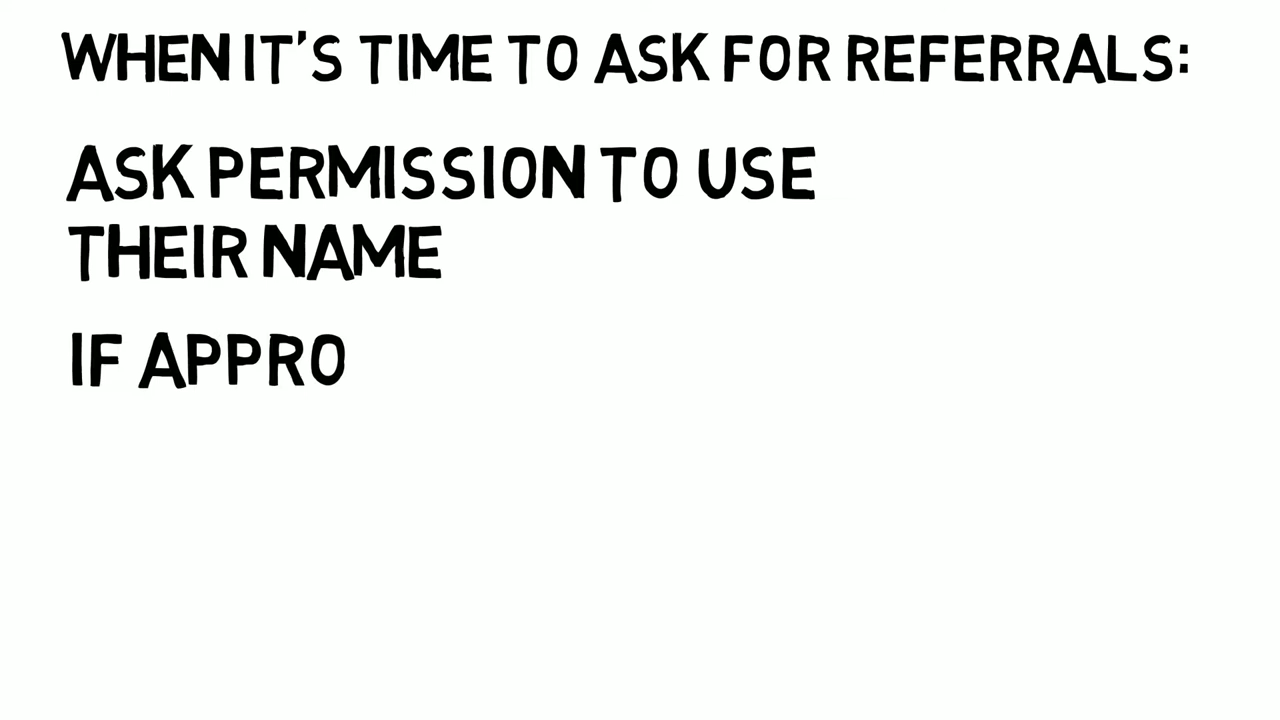 WHEN IT'S TIME TO ASK FOR REFERRALS:
ASK PERMISSION TO USE
THEIR NAME
IF APPRO